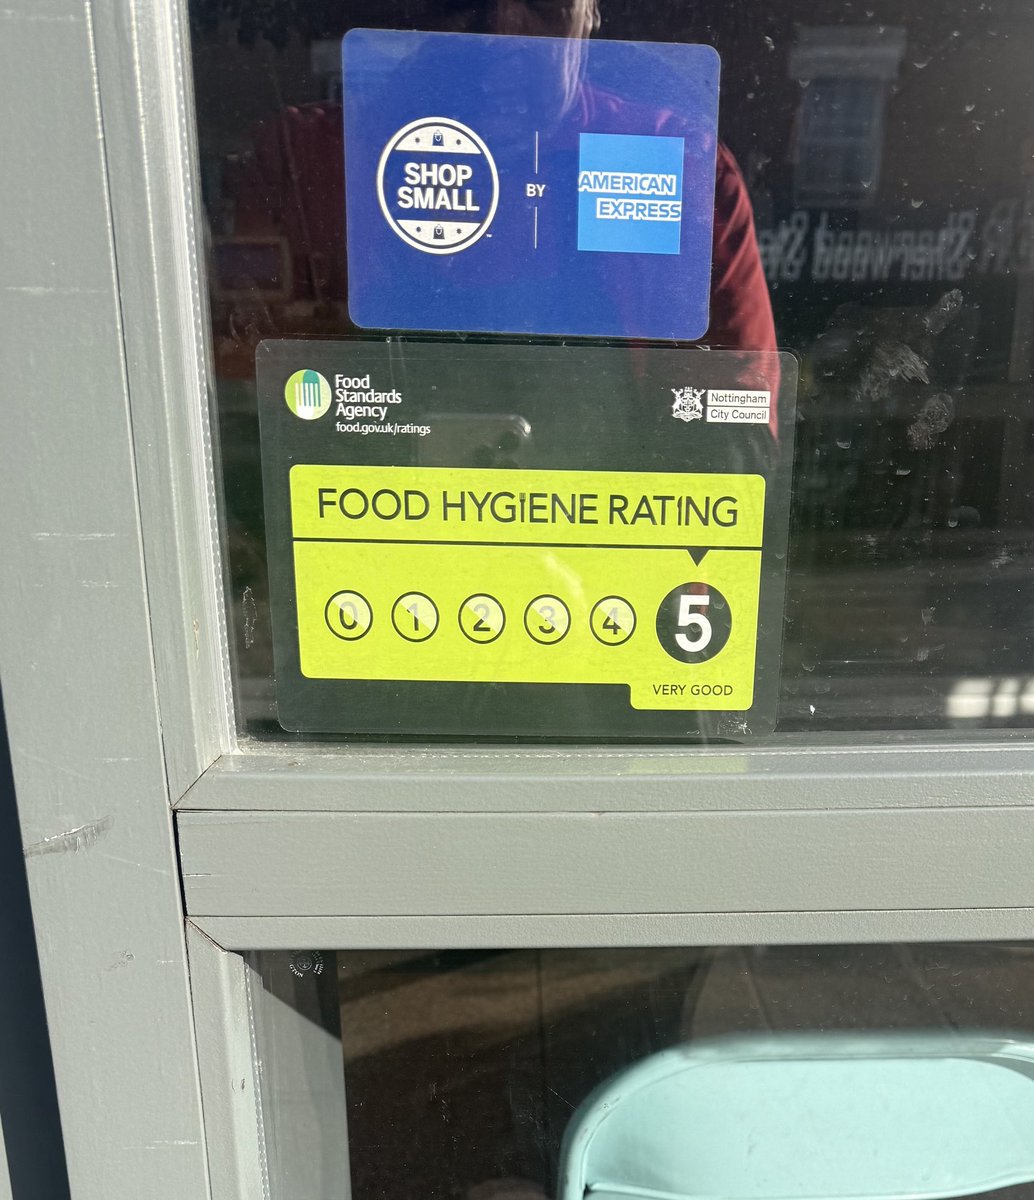 SHOP
SMALL
BY
AMERICAN
EXPRESS
Sherwood
Food
Standards
Agency
food.gov.uk/ratings
Nottingham
City Council
FOOD HYGIENE RATING
0 1 2 3 4 5
VERY GOOD